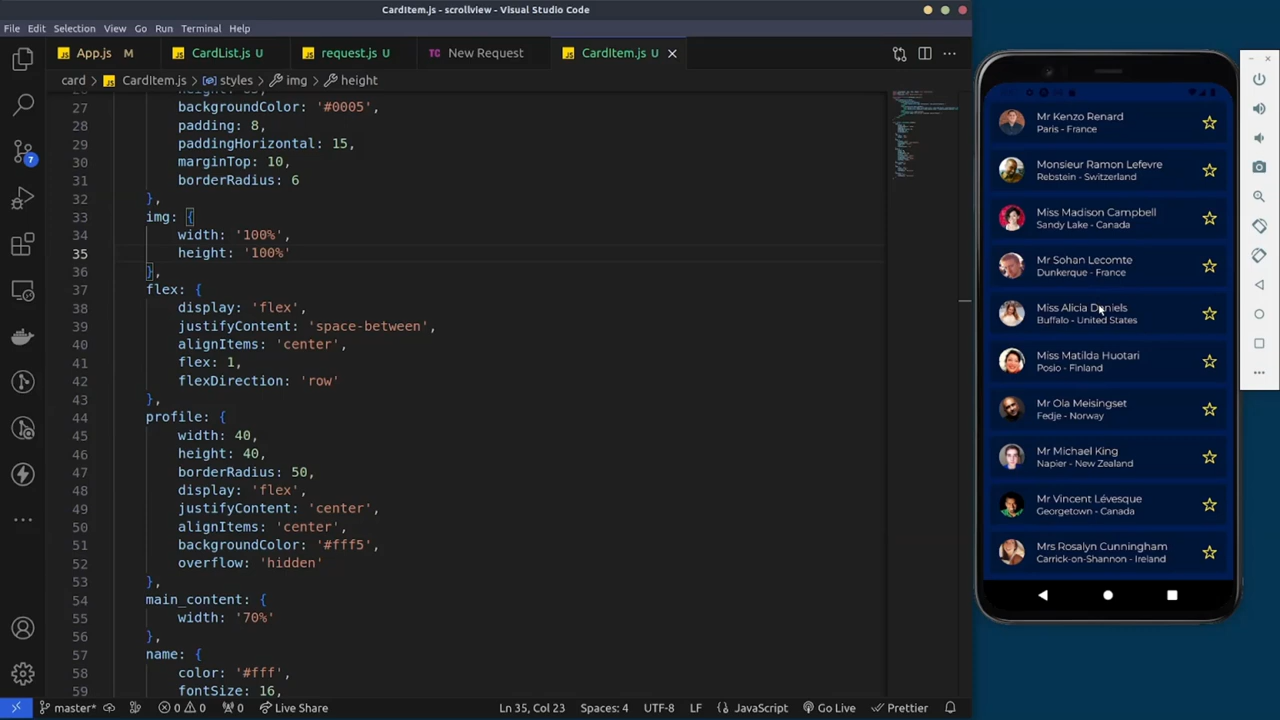 CardItem.js - scrollview - Visual Studio Code
File Edit Selection View Go Run Terminal Help
App.js M CardList.js U request.js U TC New Request CardItem.js U
card > CardItem.js > styles > img > height
27 backgroundColor: '#0005',
28 padding: 8,
29 paddingHorizontal: 15,
30 marginTop: 10,
31 borderRadius: 6
32 },
33 img: {
34 width: '100%',
35 height: '100%'
36 },
37 flex: {
38 display: 'flex',
39 justifyContent: 'space-between',
40 alignItems: 'center',
41 flex: 1,
42 flexDirection: 'row'
43 },
44 profile: {
45 width: 40,
46 height: 40,
47 borderRadius: 50,
48 display: 'flex',
49 justifyContent: 'center',
50 alignItems: 'center',
51 backgroundColor: '#fff5',
52 overflow: 'hidden'
53 },
54 main_content: {
55 width: '70%'
56 },
57 name: {
58 color: '#fff',
59 fontSize: 16,
7
master* 0 0 0 Live Share Ln 35, Col 23 Spaces: 4 UTF-8 LF JavaScript Go Live Prettier
Mr Kenzo Renard
Paris - France
Monsieur Ramon Lefevre
Rebstein - Switzerland
Miss Madison Campbell
Sandy Lake - Canada
Mr Sohan Lecomte
Dunkerque - France
Miss Alicia Daniels
Buffalo - United States
Miss Matilda Huotari
Posio - Finland
Mr Ola Meisingset
Fedje - Norway
Mr Michael King
Napier - New Zealand
Mr Vincent Lévesque
Georgetown - Canada
Mrs Rosalyn Cunningham
Carrick-on-Shannon - Ireland